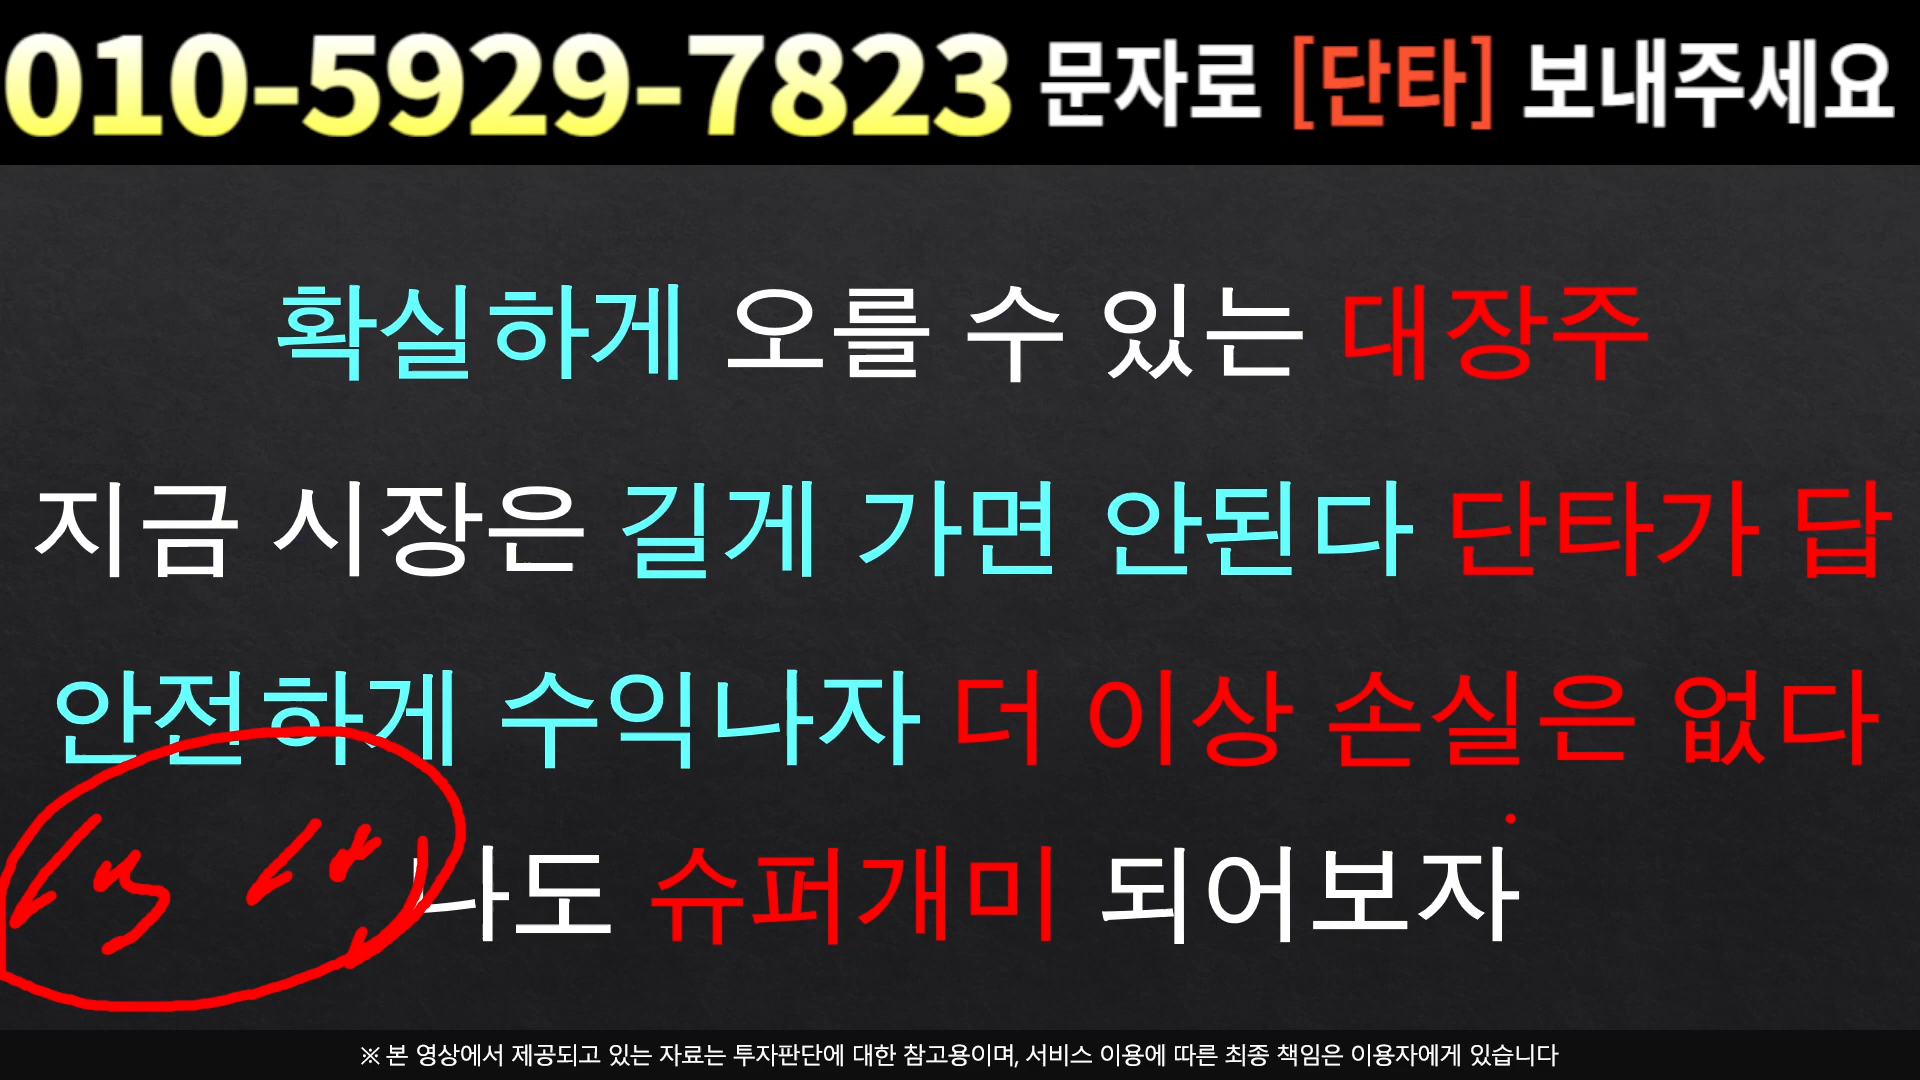 010-5929-7823 문자로 [단타] 보내주세요
확실하게 오를 수 있는 대장주
지금 시장은 길게 가면 안된다 단타가 답
안전하게 수익나자 더 이상 손실은 없다
나도 슈퍼개미 되어보자
※ 본 영상에서 제공되고 있는 자료는 투자판단에 대한 참고용이며, 서비스 이용에 따른 최종 책임은 이용자에게 있습니다